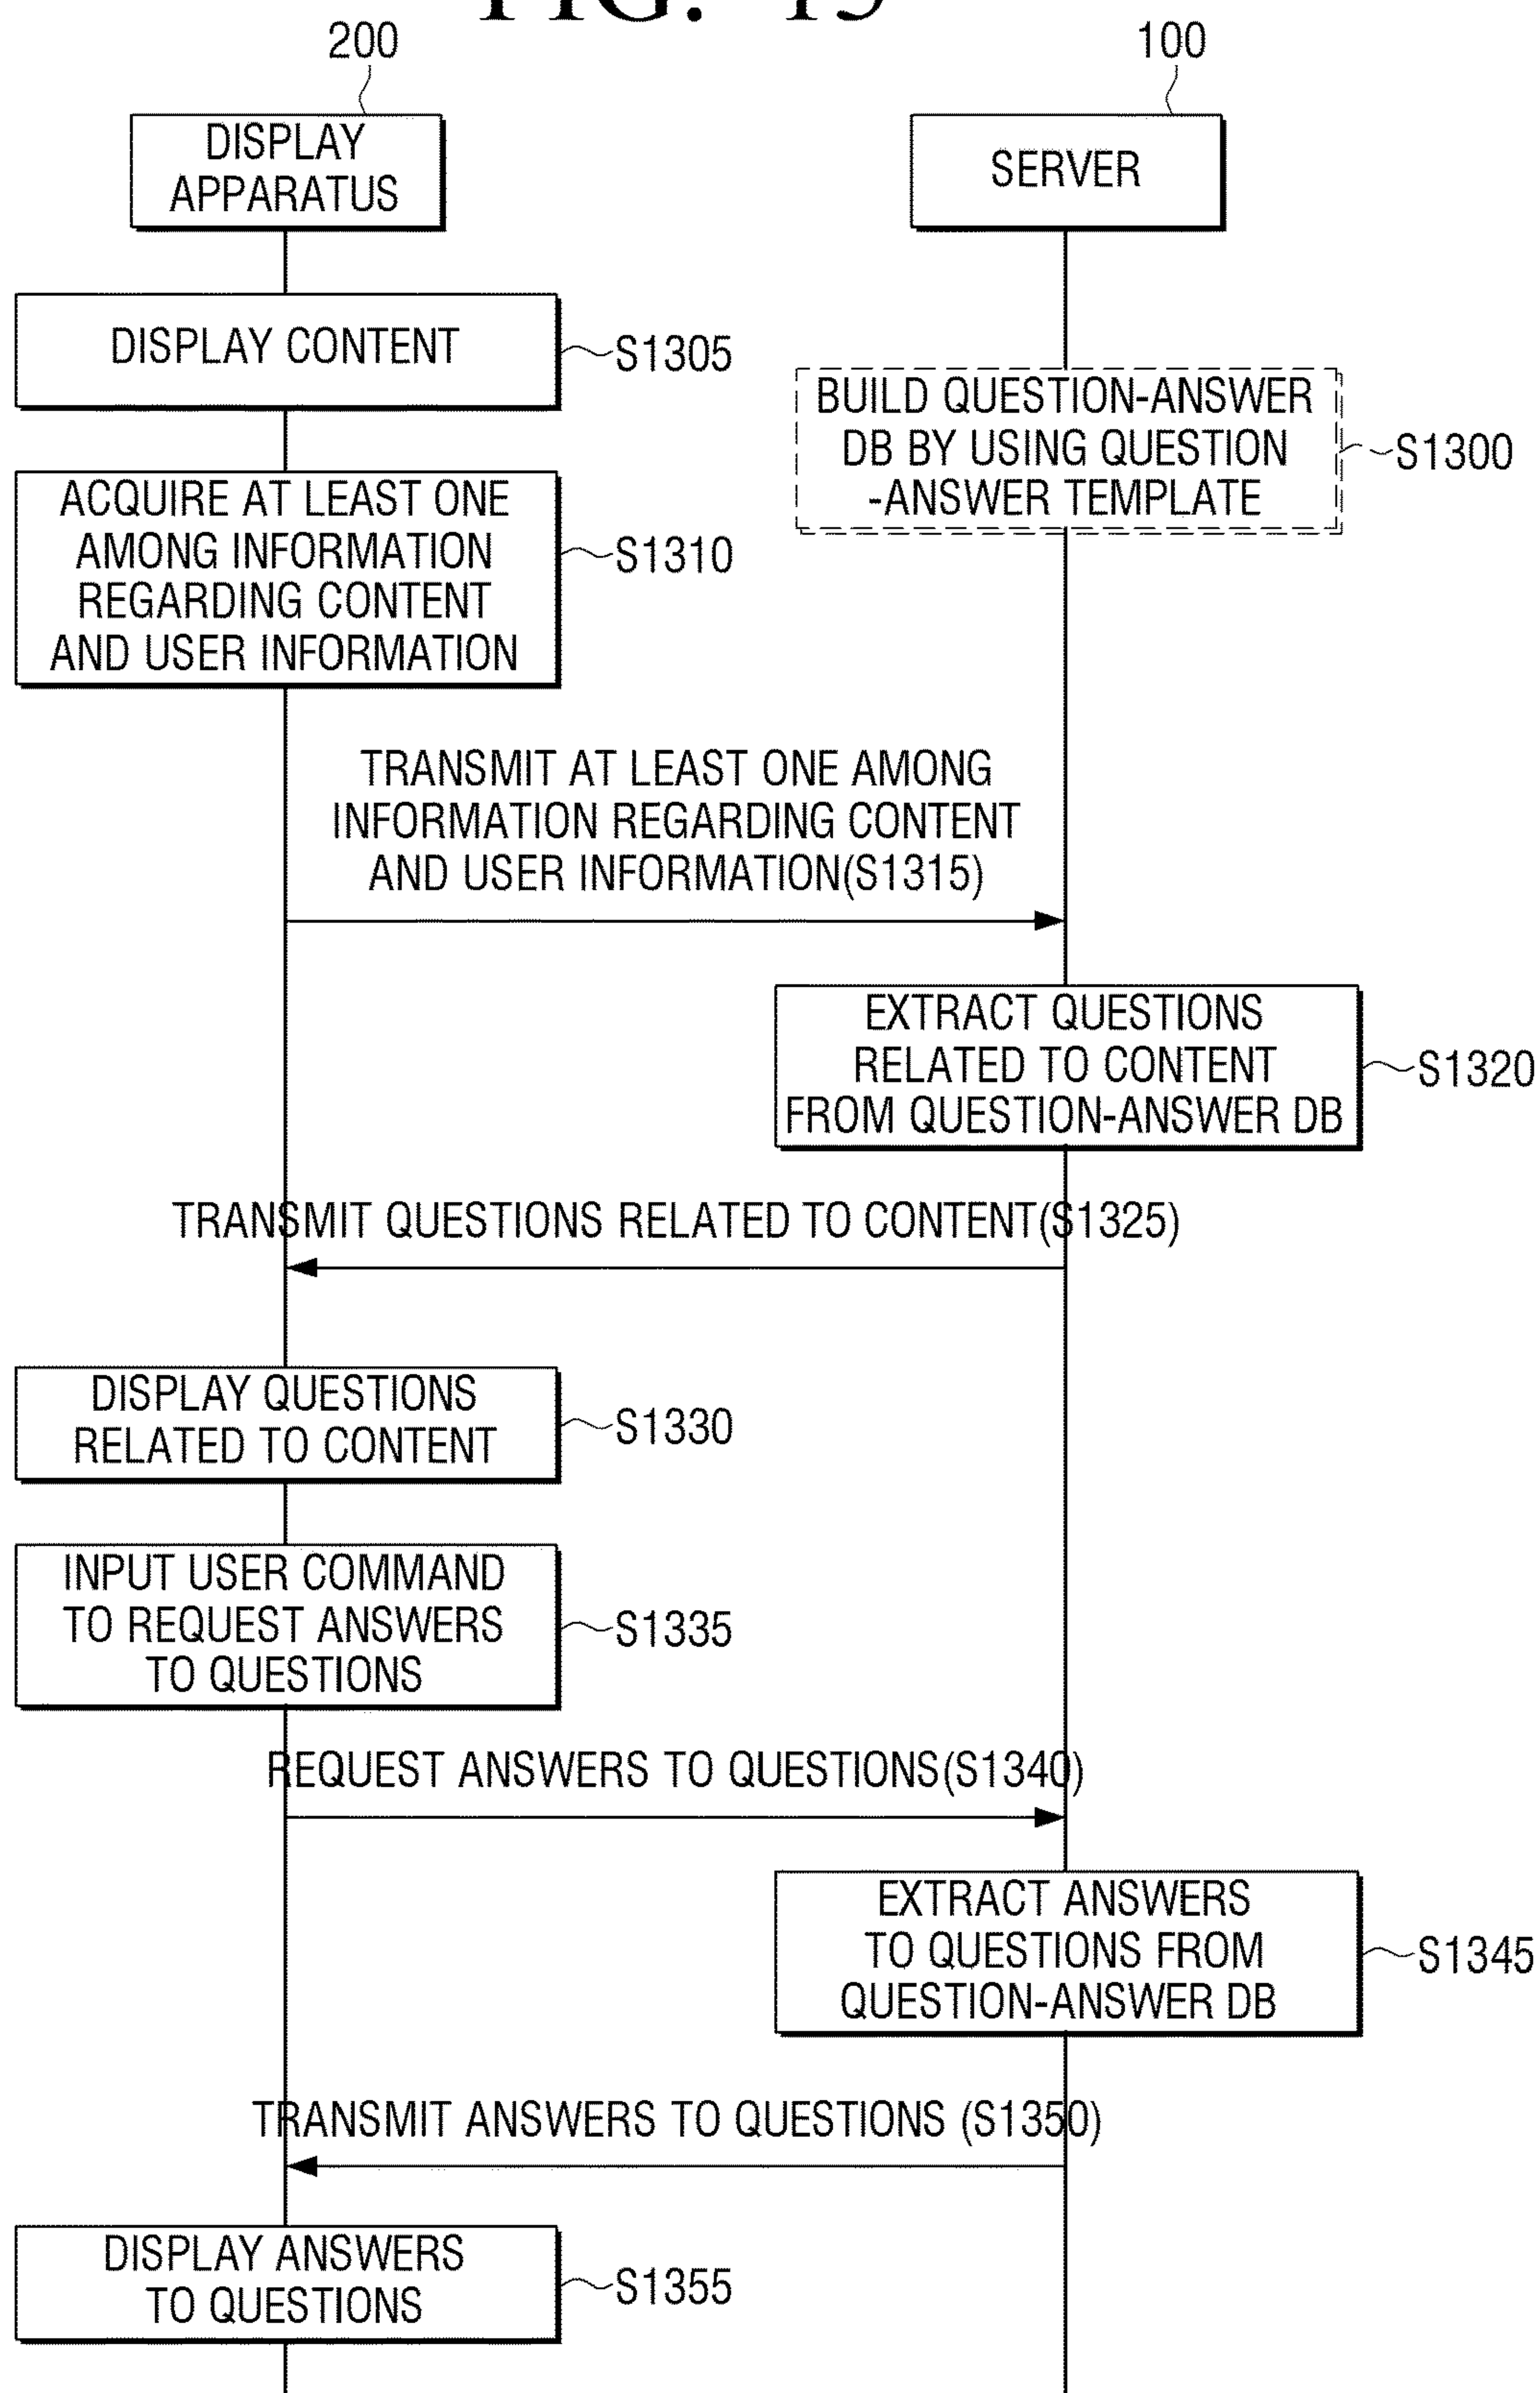 FIG.
200
100
DISPLAY
APPARATUS
SERVER
DISPLAY CONTENT
S1305
BUILD QUESTION-ANSWER
DB BY USING QUESTION
-ANSWER TEMPLATE
S1300
ACQUIRE AT LEAST ONE
AMONG INFORMATION
REGARDING CONTENT
AND USER INFORMATION
S1310
TRANSMIT AT LEAST ONE AMONG
INFORMATION REGARDING CONTENT
AND USER INFORMATION(S1315)
EXTRACT QUESTIONS
RELATED TO CONTENT
FROM QUESTION-ANSWER DB
S1320
TRANSMIT QUESTIONS RELATED TO CONTENT(S1325)
DISPLAY QUESTIONS
RELATED TO CONTENT
S1330
INPUT USER COMMAND
TO REQUEST ANSWERS
TO QUESTIONS
S1335
REQUEST ANSWERS TO QUESTIONS(S1340)
EXTRACT ANSWERS
TO QUESTIONS FROM
QUESTION-ANSWER DB
S1345
TRANSMIT ANSWERS TO QUESTIONS (S1350)
DISPLAY ANSWERS
TO QUESTIONS
S1355